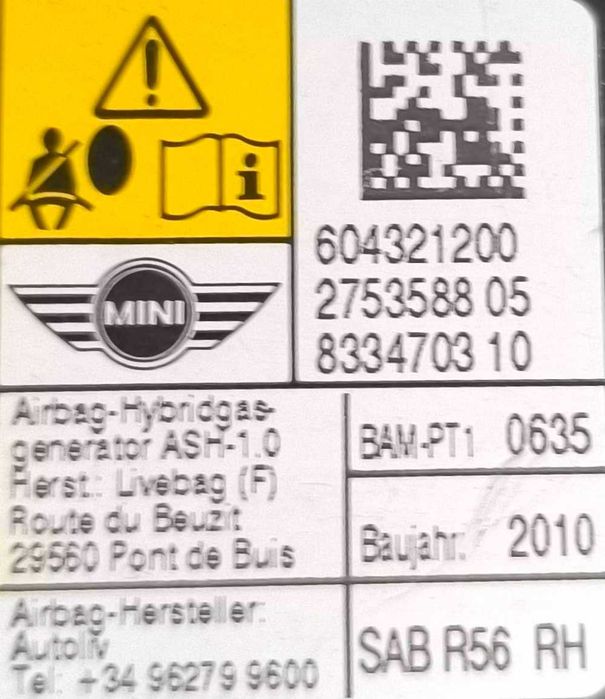 604321200
2753588 05
8334703 10
MINI
Airbag-Hybridgas-
generator ASH-1.0
Herst.: Livebag (F)
Route du Beuzit
29560 Pont de Buis
BAM-PT1 0635
Baujahr: 2010
Airbag-Hersteller:
Autoliv
Tel: +34 96279 9600
SAB R56 RH